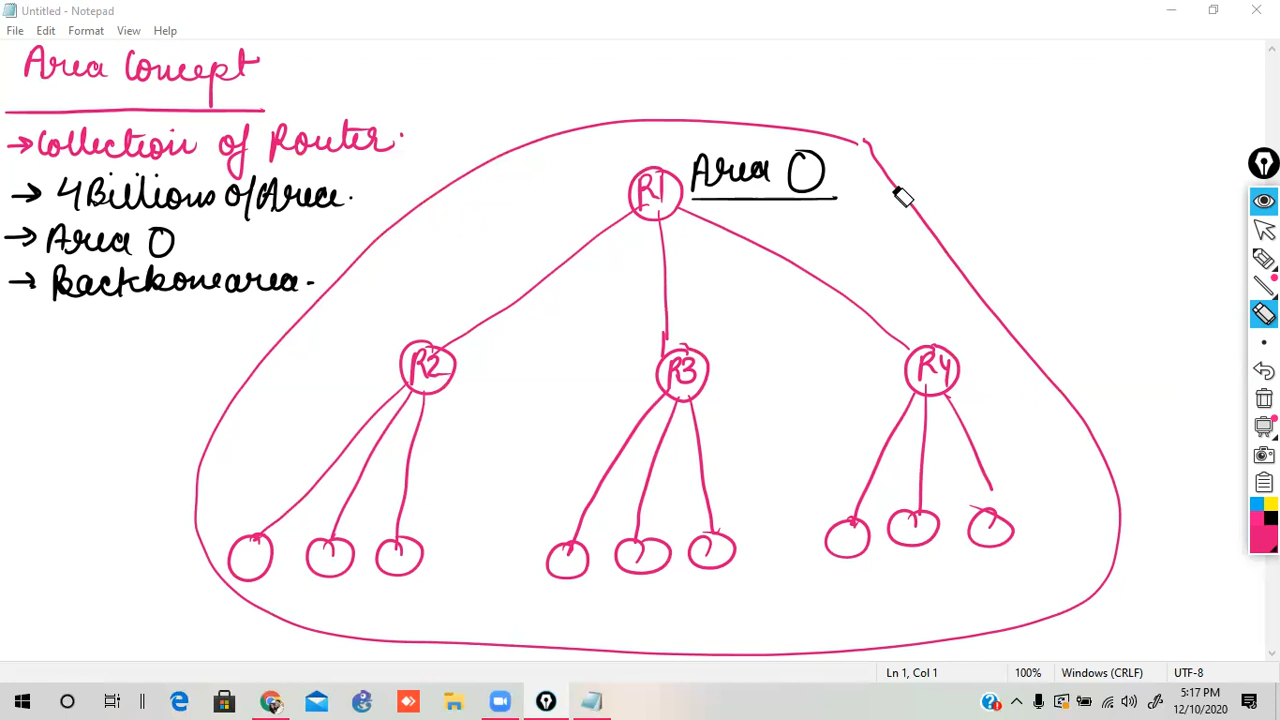 Untitled - Notepad
File Edit Format View Help
Area Concept
→Collection of Router.
→ 4 Billions of Area.
→ Area 0
→ Backbone area.
R1 Area 0
R2 R3 R4
Ln 1, Col 1 100% Windows (CRLF) UTF-8
5:17 PM
12/10/2020